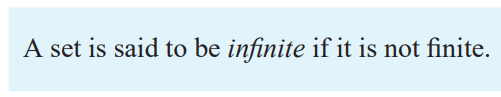 A set is said to be infinite if it is not finite.